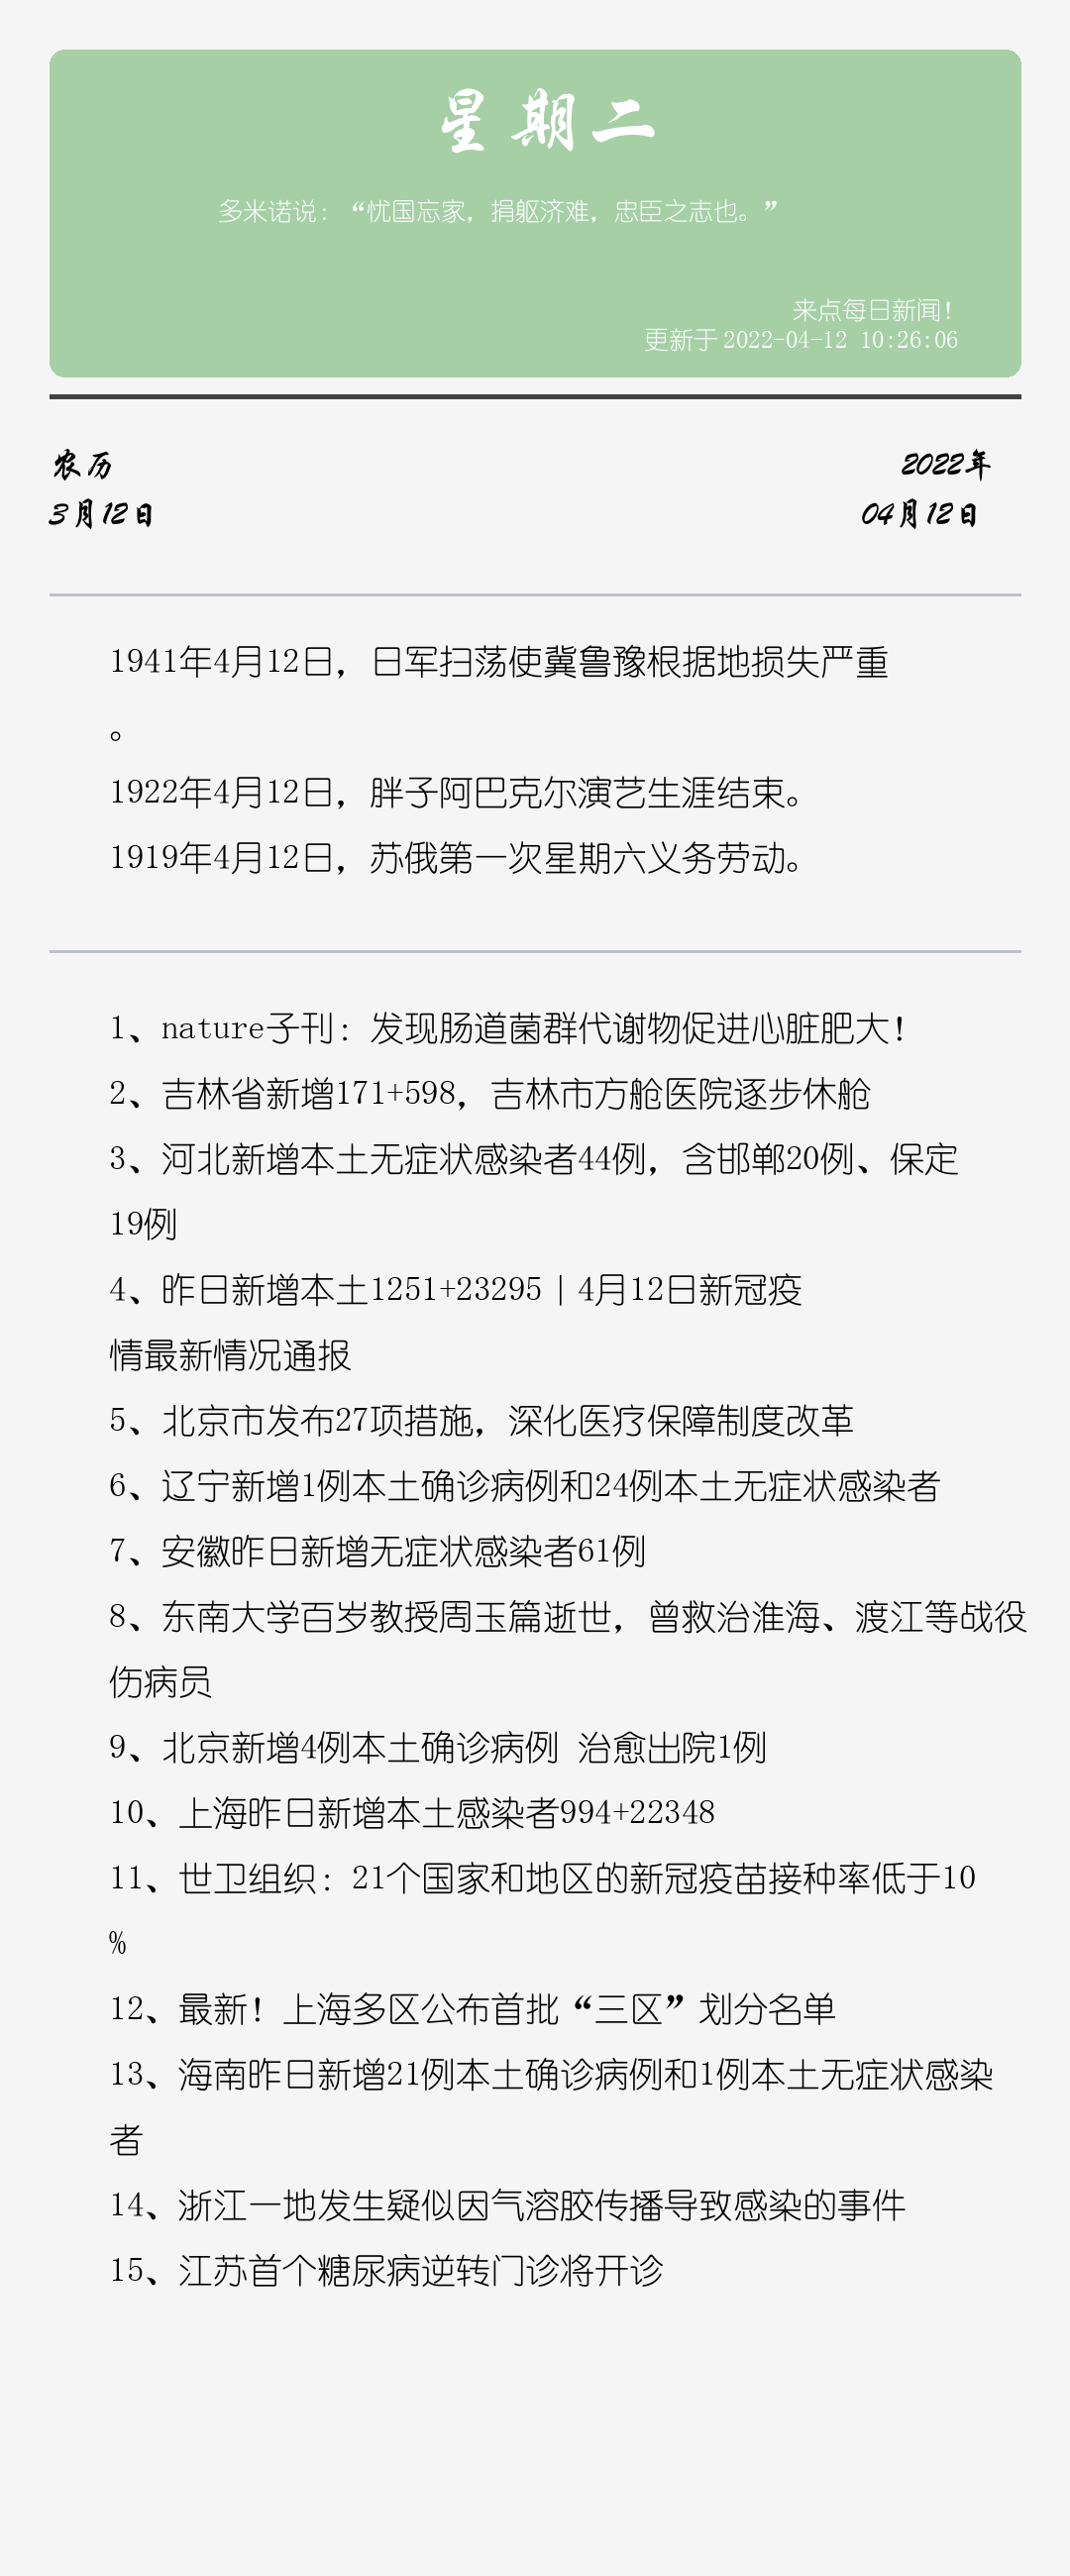 星期二
多米诺说：“忧国忘家，捐躯济难，忠臣之志也。”
来点每日新闻！
更新于 2022-04-12 10:26:06
农历
3月12日
2022年
04月12日
1941年4月12日，日军扫荡使冀鲁豫根据地损失严重
。
1922年4月12日，胖子阿巴克尔演艺生涯结束。
1919年4月12日，苏俄第一次星期六义务劳动。
1、nature子刊：发现肠道菌群代谢物促进心脏肥大！
2、吉林省新增171+598，吉林市方舱医院逐步休舱
3、河北新增本土无症状感染者44例，含邯郸20例、保定
19例
4、昨日新增本土1251+23295｜4月12日新冠疫
情最新情况通报
5、北京市发布27项措施，深化医疗保障制度改革
6、辽宁新增1例本土确诊病例和24例本土无症状感染者
7、安徽昨日新增无症状感染者61例
8、东南大学百岁教授周玉篇逝世，曾救治淮海、渡江等战役
伤病员
9、北京新增4例本土确诊病例 治愈出院1例
10、上海昨日新增本土感染者994+22348
11、世卫组织：21个国家和地区的新冠疫苗接种率低于10
%
12、最新！上海多区公布首批“三区”划分名单
13、海南昨日新增21例本土确诊病例和1例本土无症状感染
者
14、浙江一地发生疑似因气溶胶传播导致感染的事件
15、江苏首个糖尿病逆转门诊将开诊